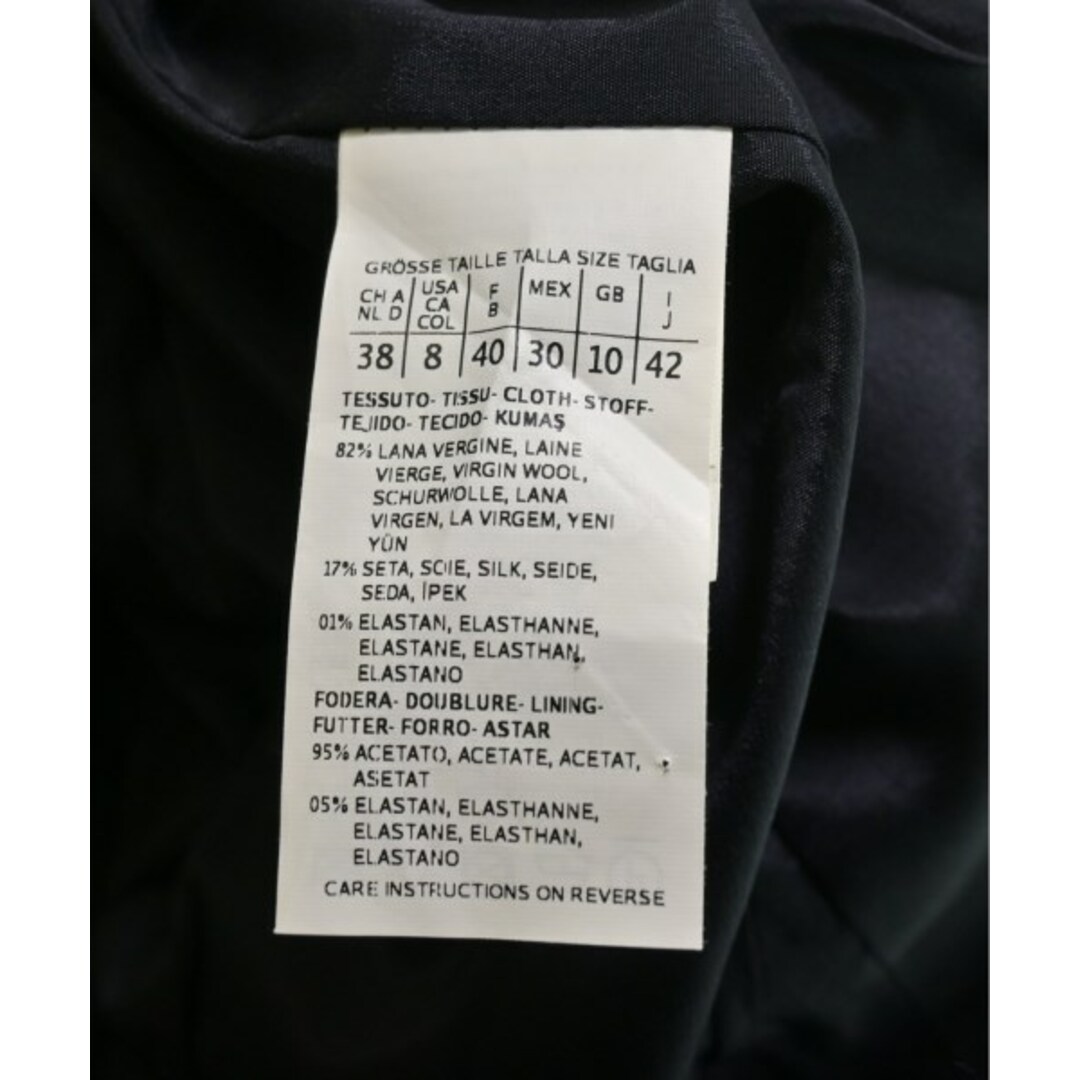 GRÖSSE TAILLE TALLA SIZE TAGLIA
CH A NL D | USA CA COL | F B | MEX | GB | I J
38 | 8 | 40 | 30 | 10 | 42
TESSUTO- TISSU- CLOTH- STOFF-
TEJIDO- TECIDO- KUMAŞ
82% LANA VERGINE, LAINE
VIERGE, VIRGIN WOOL,
SCHURWOLLE, LANA
VIRGEN, LA VIRGEM, YENI
YÜN
17% SETA, SOIE, SILK, SEIDE,
SEDA, İPEK
01% ELASTAN, ELASTHANNE,
ELASTANE, ELASTHAN,
ELASTANO
FODERA- DOUBLURE- LINING-
FUTTER- FORRO- ASTAR
95% ACETATO, ACETATE, ACETAT,
ASETAT
05% ELASTAN, ELASTHANNE,
ELASTANE, ELASTHAN,
ELASTANO
CARE INSTRUCTIONS ON REVERSE